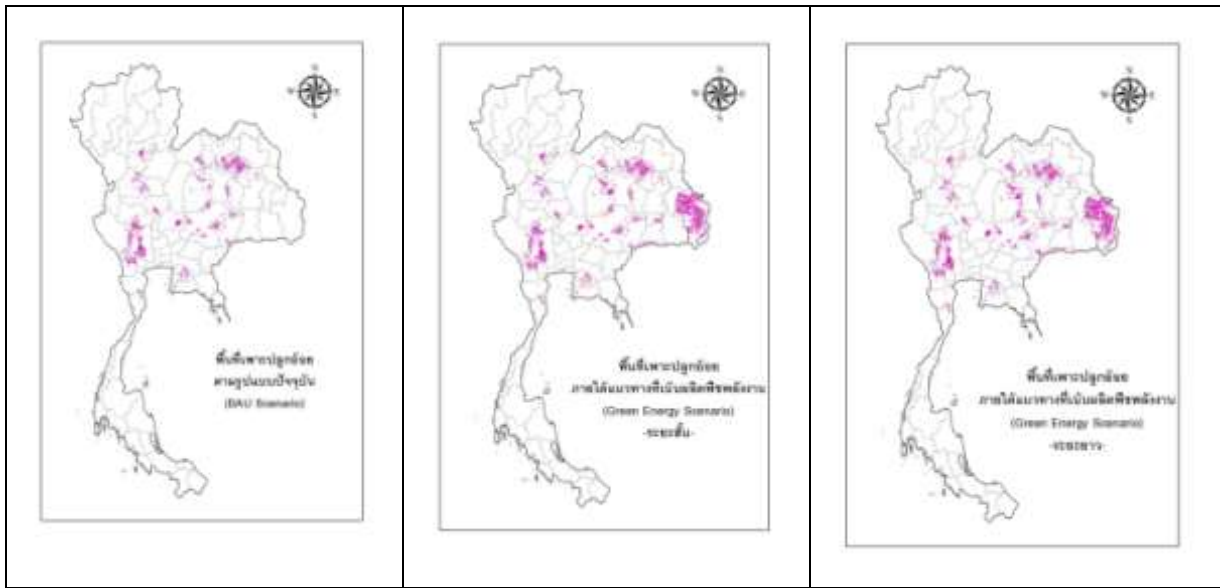 พื้นที่เพาะปลูกอ้อย
ตามรูปแบบปัจจุบัน
(BAU Scenario)
พื้นที่เพาะปลูกอ้อย
ภายใต้แนวทางที่เน้นผลิตพืชพลังงาน
(Green Energy Scenario)
-ระยะสั้น-
พื้นที่เพาะปลูกอ้อย
ภายใต้แนวทางที่เน้นผลิตพืชพลังงาน
(Green Energy Scenario)
-ระยะยาว-